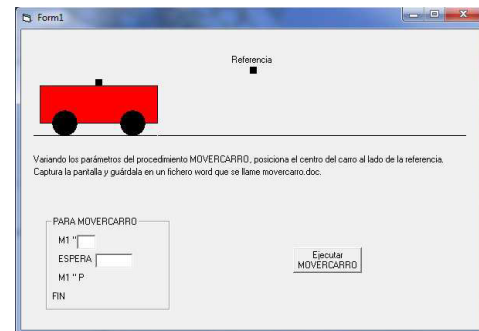 Form1
Referencia
Variando los parámetros del procedimiento MOVERCARRO, posiciona el centro del carro al lado de la referencia.
Captura la pantalla y guárdala en un fichero word que se llame movercarro.doc.
PARA MOVERCARRO
M1 "
ESPERA
M1 " P
FIN
Ejecutar
MOVERCARRO